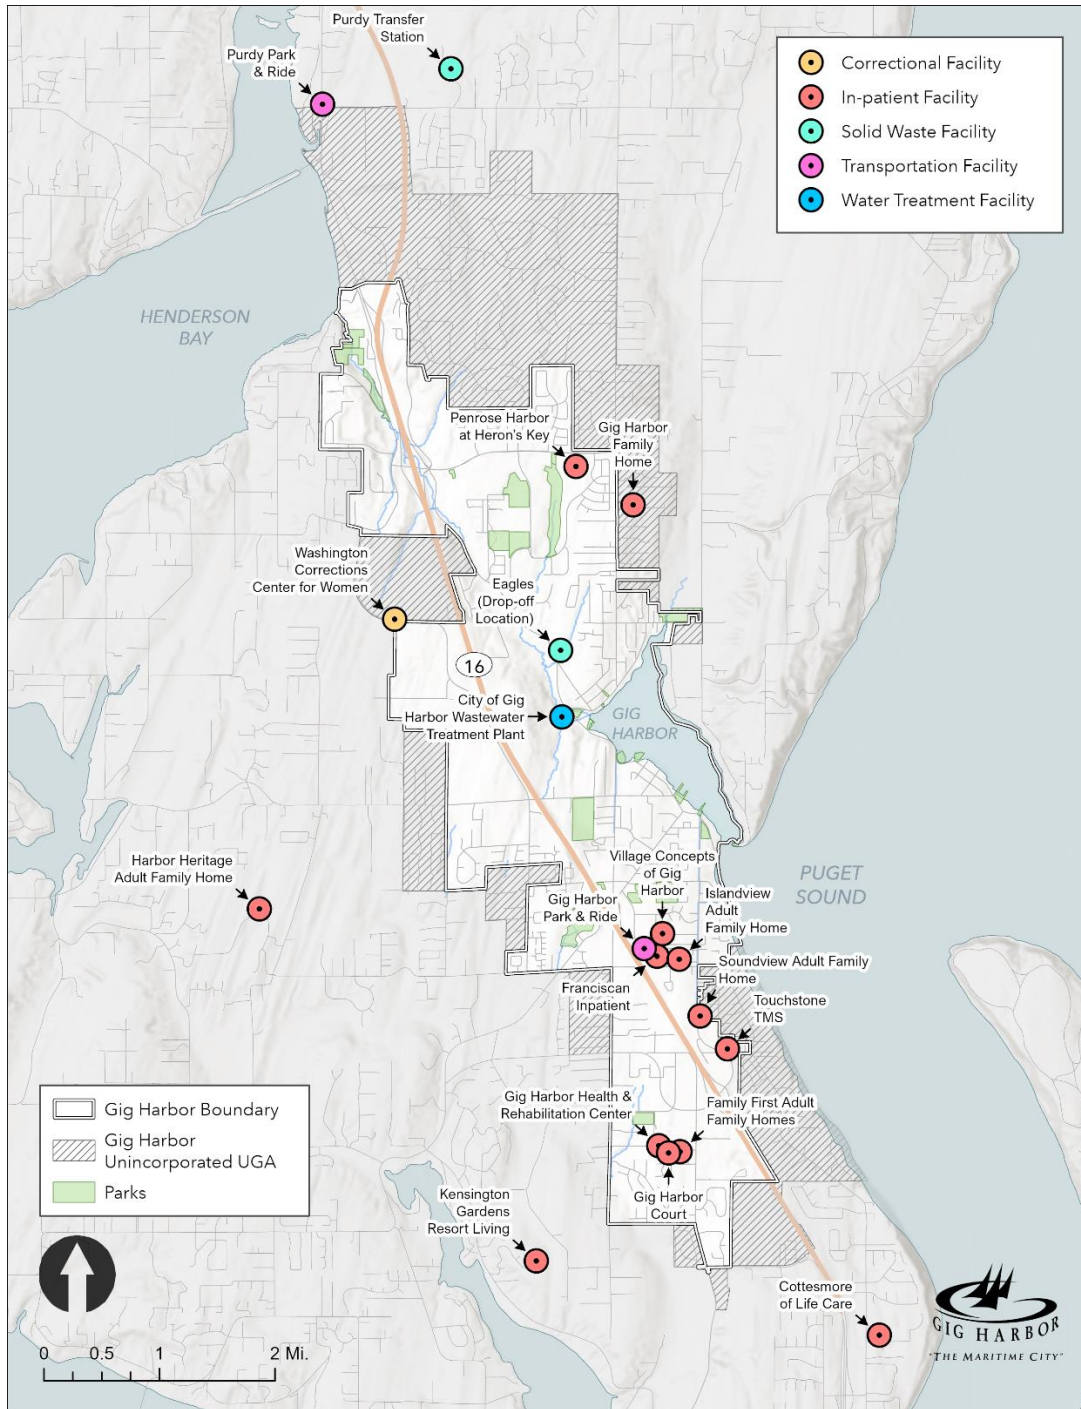 Purdy Transfer
Station
Purdy Park
& Ride
Correctional Facility
In-patient Facility
Solid Waste Facility
Transportation Facility
Water Treatment Facility
HENDERSON
BAY
Penrose Harbor
at Heron's Key
Gig Harbor
Family
Home
Washington
Corrections
Center for Women
Eagles
(Drop-off
Location)
16
City of Gig
Harbor Wastewater
Treatment Plant
GIG
HARBOR
Harbor Heritage
Adult Family Home
Village Concepts
of Gig
Harbor
PUGET
SOUND
Gig Harbor
Park & Ride
Islandview
Adult
Family Home
Franciscan
Inpatient
Soundview Adult Family
Home
Touchstone
TMS
Gig Harbor Boundary
Gig Harbor
Unincorporated UGA
Parks
Gig Harbor Health &
Rehabilitation Center
Family First Adult
Family Homes
Gig Harbor
Court
Kensington
Gardens
Resort Living
Cottesmore
of Life Care
0 0.5 1 2 Mi.
GIG HARBOR
"THE MARITIME CITY"